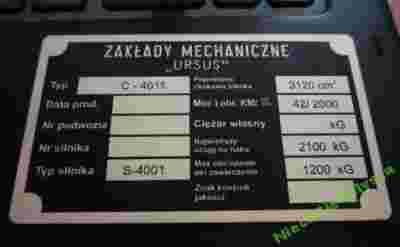 ZAKŁADY MECHANICZNE
„URSUS”
Typ C - 4011
Pojemność skokowa silnika 3120 cm³
Data prod.
Moc i obr. KM/ 42/ 2000
Nr podwozia
Ciężar własny kG
Nr silnika
Największy uciąg na haku 2100 kG
Typ silnika S-4001
Max obciążenie 1200 kG
Znak kontroli jakości